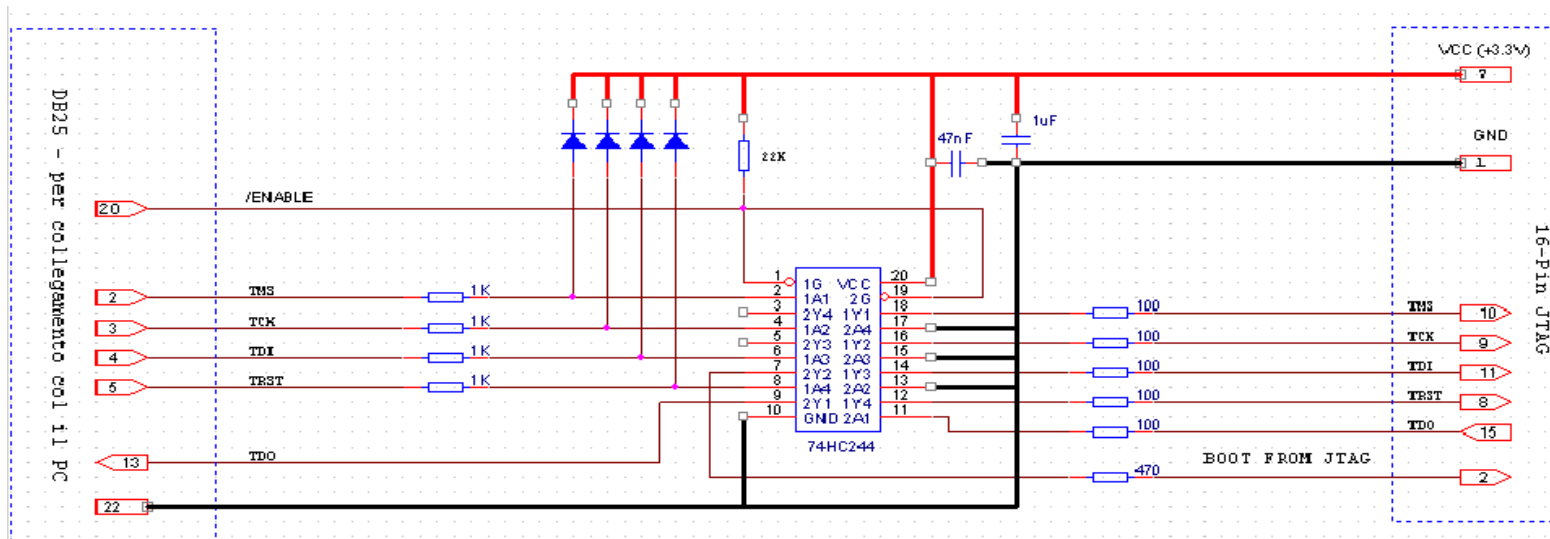 DB25 - per collegamento col il PC
20
/ENABLE
2
TMS
1K
3
TCK
1K
4
TDI
1K
5
TRST
1K
13
TDO
22
22K
47nF
1uF
1
2
3
4
5
6
7
8
9
10
1G VCC
1A1 2G
2Y4 1Y1
1A2 2A4
2Y3 1Y2
1A3 2A3
2Y2 1Y3
1A4 2A2
2Y1 1Y4
GND 2A1
20
19
18
17
16
15
14
13
12
11
74HC244
VCC (+3.3V)
7
GND
1
100
TMS
10
100
TCK
9
100
TDI
11
100
TRST
8
100
TDO
15
470
BOOT FROM JTAG
2
16-Pin JTAG